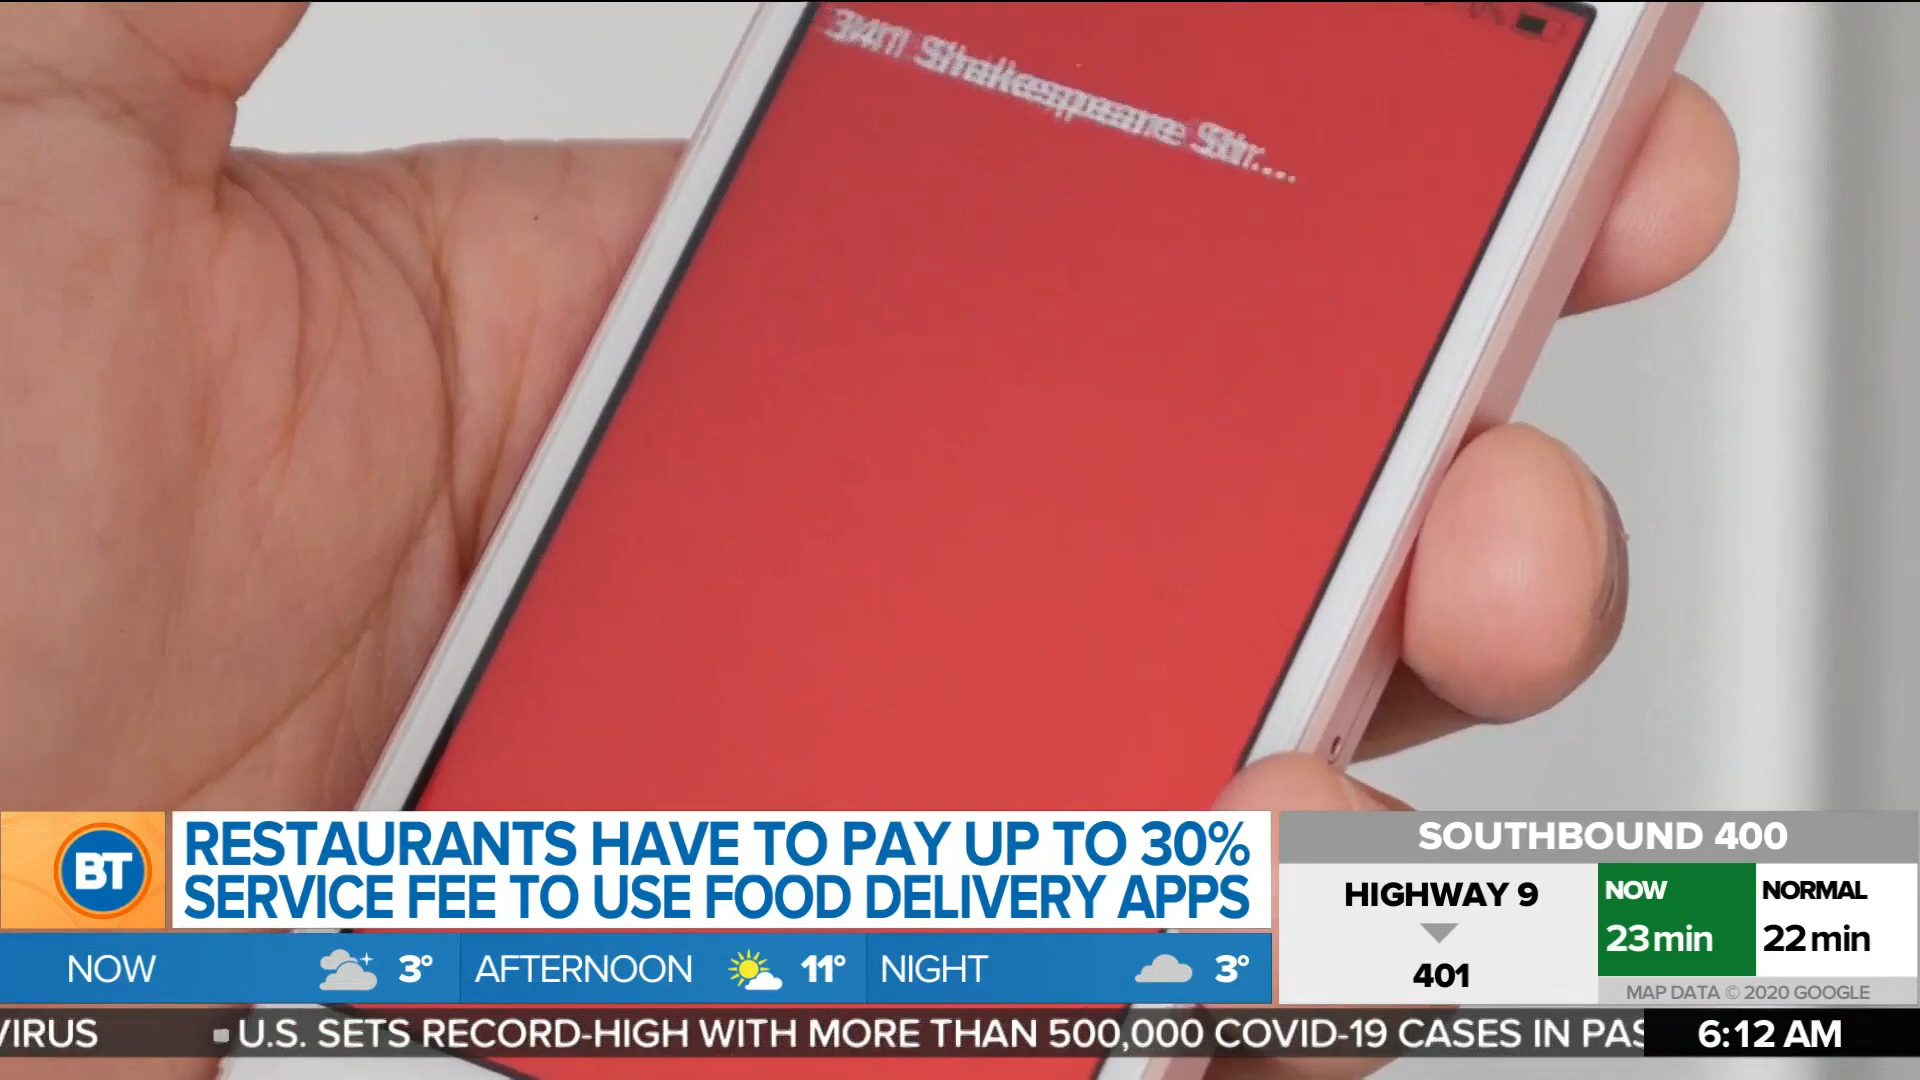 Shakespeare Str...
BT
RESTAURANTS HAVE TO PAY UP TO 30%
SERVICE FEE TO USE FOOD DELIVERY APPS
SOUTHBOUND 400
HIGHWAY 9
401
NOW
23 min
NORMAL
22 min
MAP DATA © 2020 GOOGLE
NOW 3° AFTERNOON 11° NIGHT 3°
VIRUS U.S. SETS RECORD-HIGH WITH MORE THAN 500,000 COVID-19 CASES IN PAS
6:12 AM